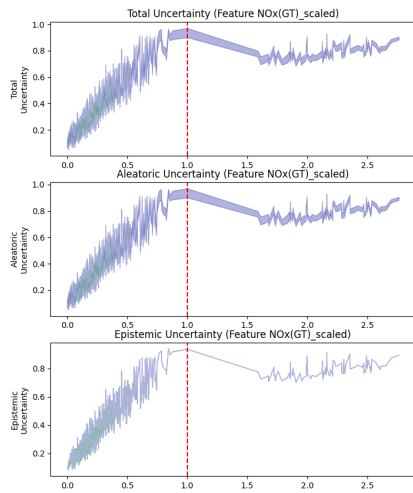 Total Uncertainty (Feature NOx(GT)_scaled)
1.0
0.8
0.6
0.4
0.2
Total
Uncertainty
0.0 0.5 1.0 1.5 2.0 2.5
Aleatoric Uncertainty (Feature NOx(GT)_scaled)
1.0
0.8
0.6
0.4
0.2
Aleatoric
Uncertainty
0.0 0.5 1.0 1.5 2.0 2.5
Epistemic Uncertainty (Feature NOx(GT)_scaled)
0.8
0.6
0.4
0.2
Epistemic
Uncertainty
0.0 0.5 1.0 1.5 2.0 2.5